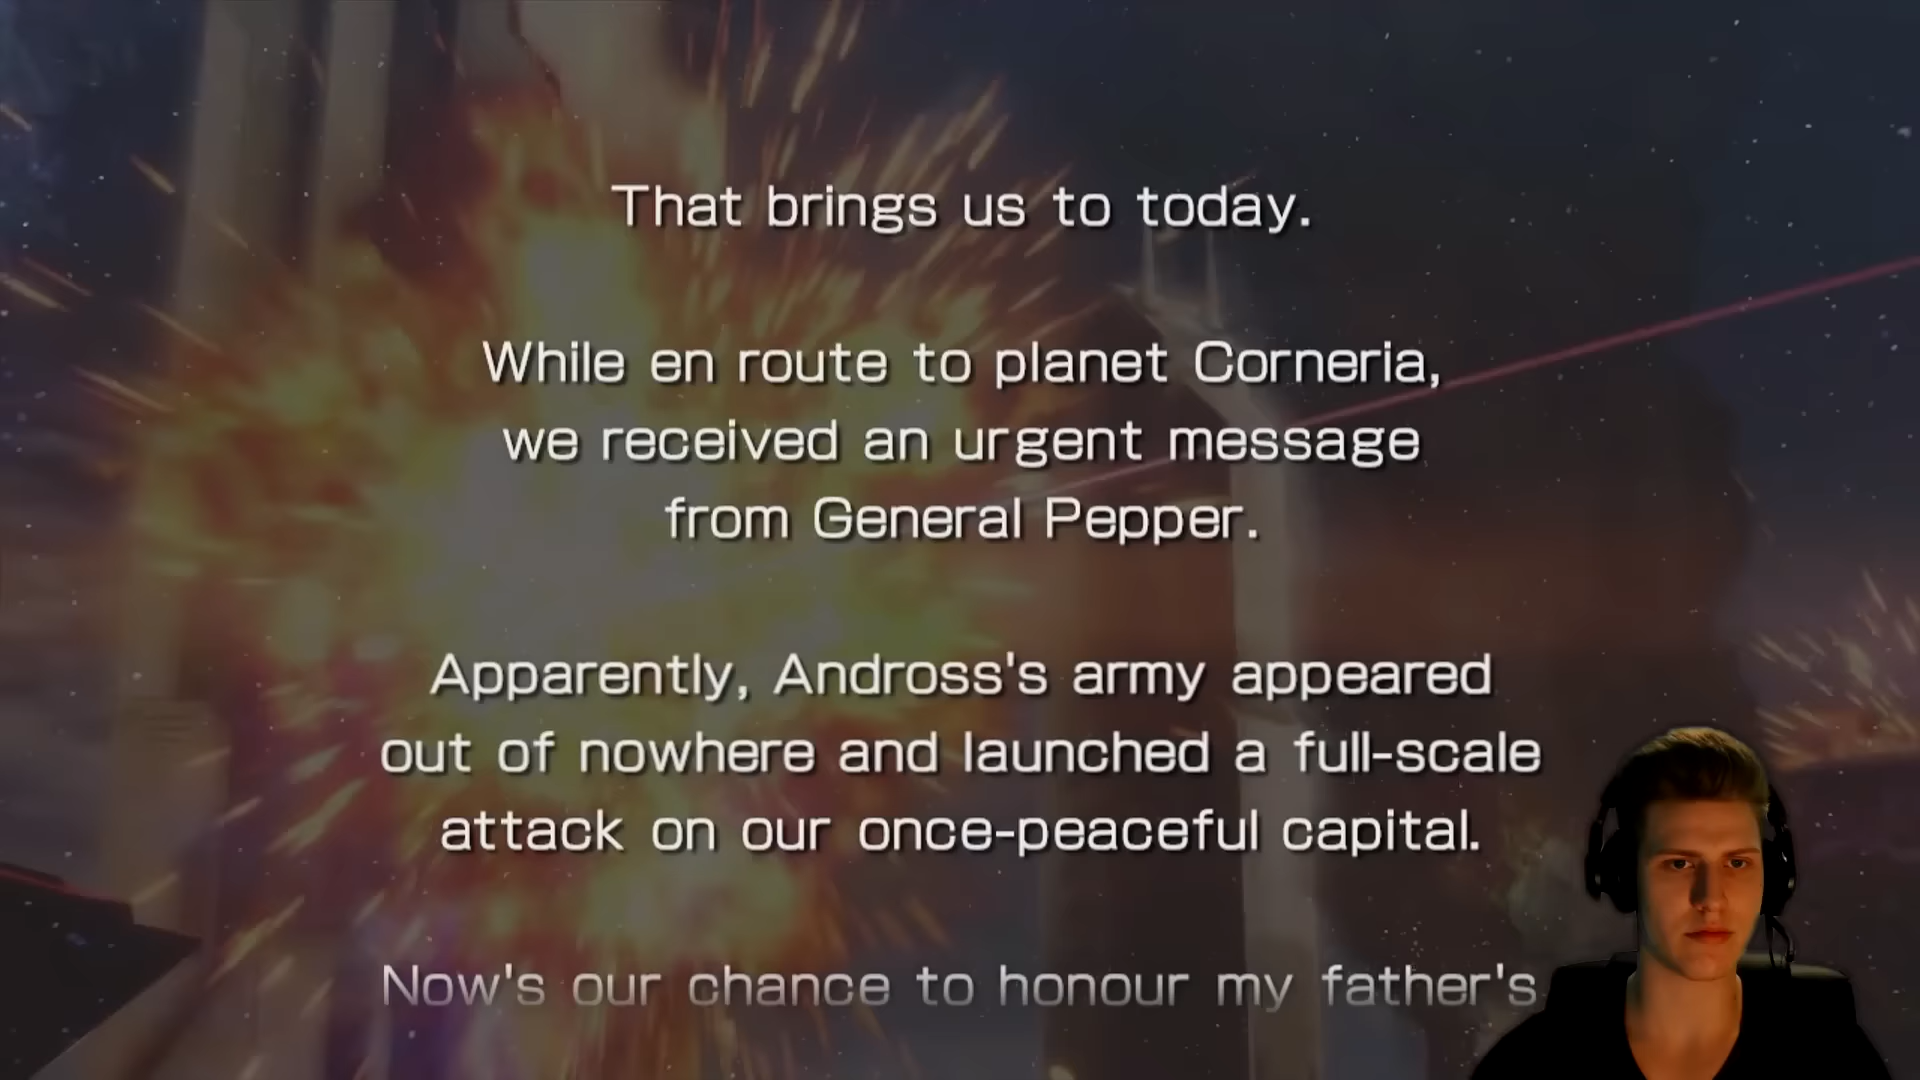 That brings us to today.
While en route to planet Corneria,
we received an urgent message
from General Pepper.
Apparently, Andross's army appeared
out of nowhere and launched a full-scale
attack on our once-peaceful capital.
Now's our chance to honour my father's